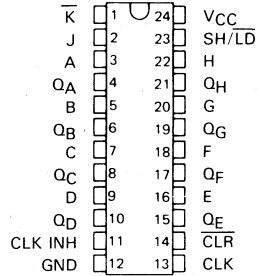 K̅ 1 24 VCC
J 2 23 SH/L̅D̅
A 3 22 H
QA 4 21 QH
B 5 20 G
QB 6 19 QG
C 7 18 F
QC 8 17 QF
D 9 16 E
QD 10 15 QE
CLK INH 11 14 C̅L̅R̅
GND 12 13 CLK